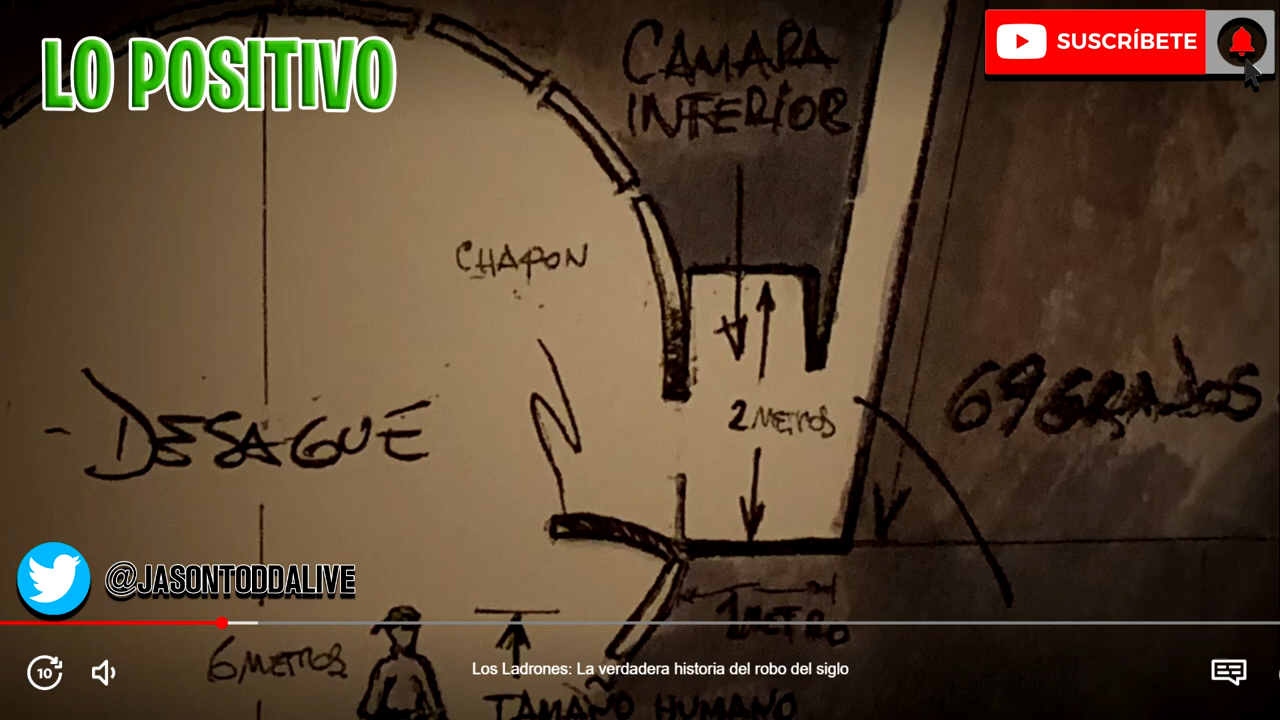 LO POSITIVO
SUSCRÍBETE
CAMARA
INFERIOR
CHAPON
2 METROS
69 GRADOS
- DESAGUE
@JASONTODDALIVE
1 METRO
6 METROS
10
Los Ladrones: La verdadera historia del robo del siglo
TAMAÑO HUMANO